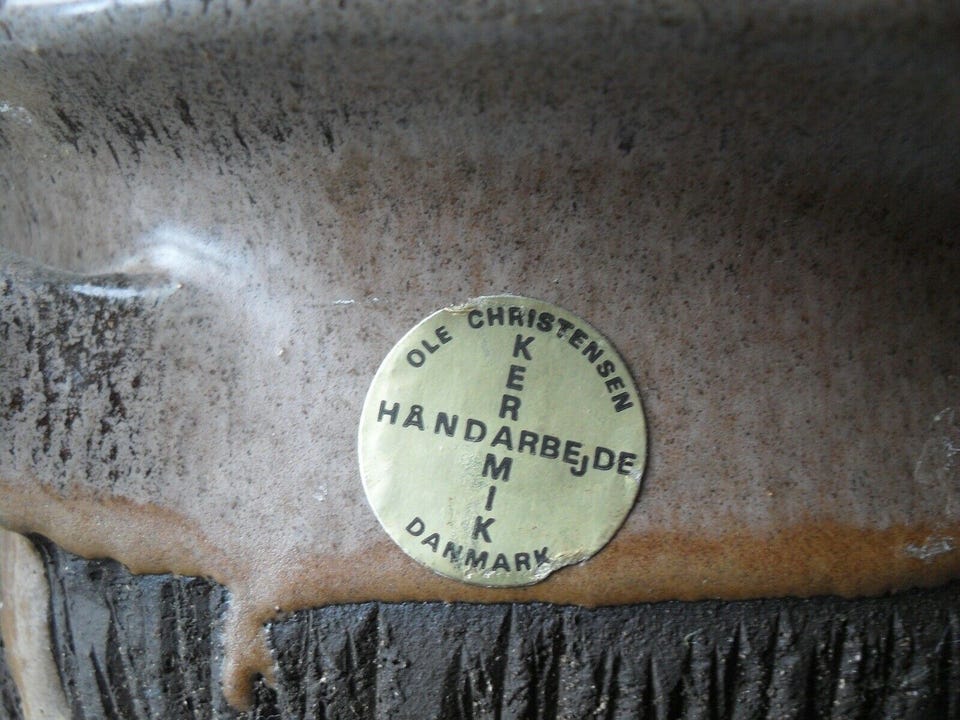 OLE CHRISTENSEN
KERAMIK
HÅNDARBEJDE
DANMARK